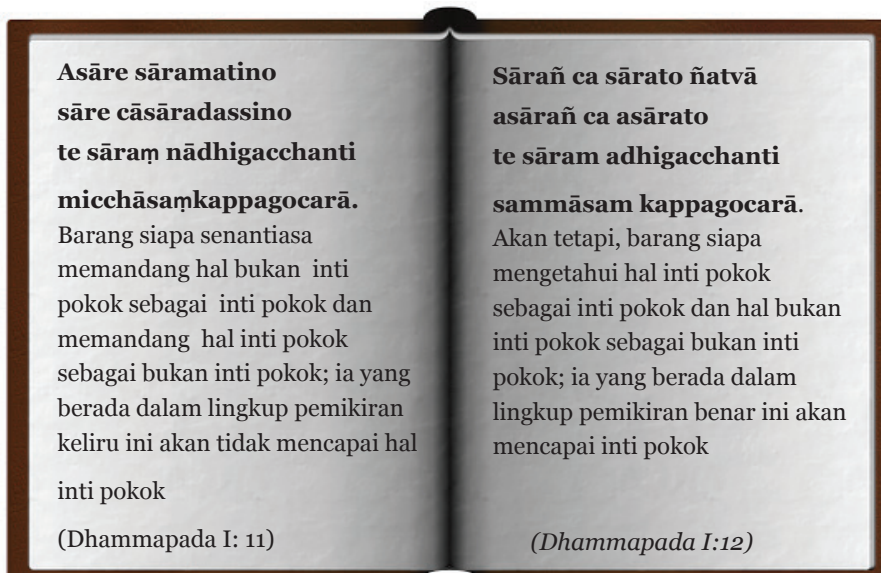 Asāre sāramatino
sāre cāsāradassino
te sāraṃ nādhigacchanti
micchāsaṃkappagocarā.
Barang siapa senantiasa
memandang hal bukan inti
pokok sebagai inti pokok dan
memandang hal inti pokok
sebagai bukan inti pokok; ia yang
berada dalam lingkup pemikiran
keliru ini akan tidak mencapai hal
inti pokok
(Dhammapada I: 11)
Sārañ ca sārato ñatvā
asārañ ca asārato
te sāram adhigacchanti
sammāsam kappagocarā.
Akan tetapi, barang siapa
mengetahui hal inti pokok
sebagai inti pokok dan hal bukan
inti pokok sebagai bukan inti
pokok; ia yang berada dalam
lingkup pemikiran benar ini akan
mencapai inti pokok
(Dhammapada I:12)